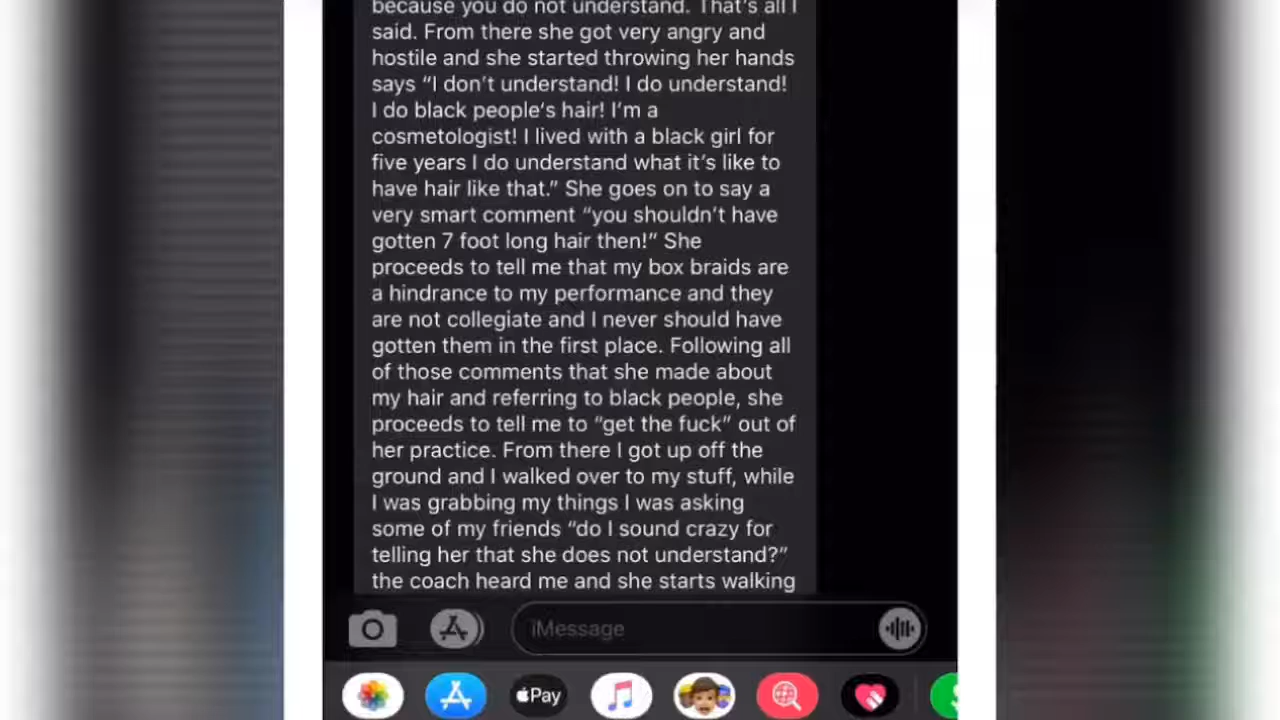 because you do not understand. That's all I
said. From there she got very angry and
hostile and she started throwing her hands
says “I don't understand! I do understand!
I do black people's hair! I'm a
cosmetologist! I lived with a black girl for
five years I do understand what it's like to
have hair like that.” She goes on to say a
very smart comment “you shouldn't have
gotten 7 foot long hair then!” She
proceeds to tell me that my box braids are
a hindrance to my performance and they
are not collegiate and I never should have
gotten them in the first place. Following all
of those comments that she made about
my hair and referring to black people, she
proceeds to tell me to “get the fuck” out of
her practice. From there I got up off the
ground and I walked over to my stuff, while
I was grabbing my things I was asking
some of my friends “do I sound crazy for
telling her that she does not understand?”
the coach heard me and she starts walking
iMessage
Pay